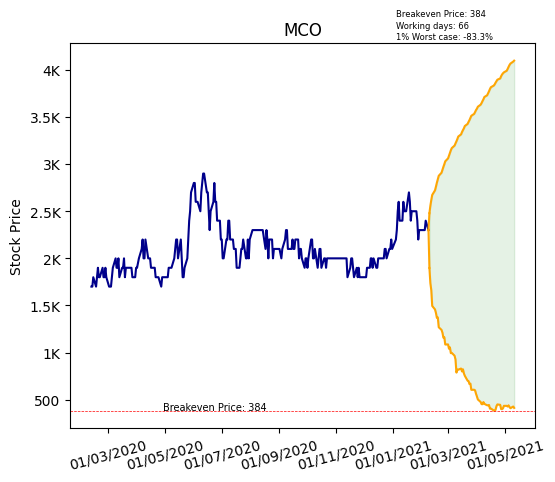 Breakeven Price: 384
Working days: 66
1% Worst case: -83.3%
MCO
Stock Price
4K
3.5K
3K
2.5K
2K
1.5K
1K
500
Breakeven Price: 384
01/03/2020
01/05/2020
01/07/2020
01/09/2020
01/11/2020
01/01/2021
01/03/2021
01/05/2021